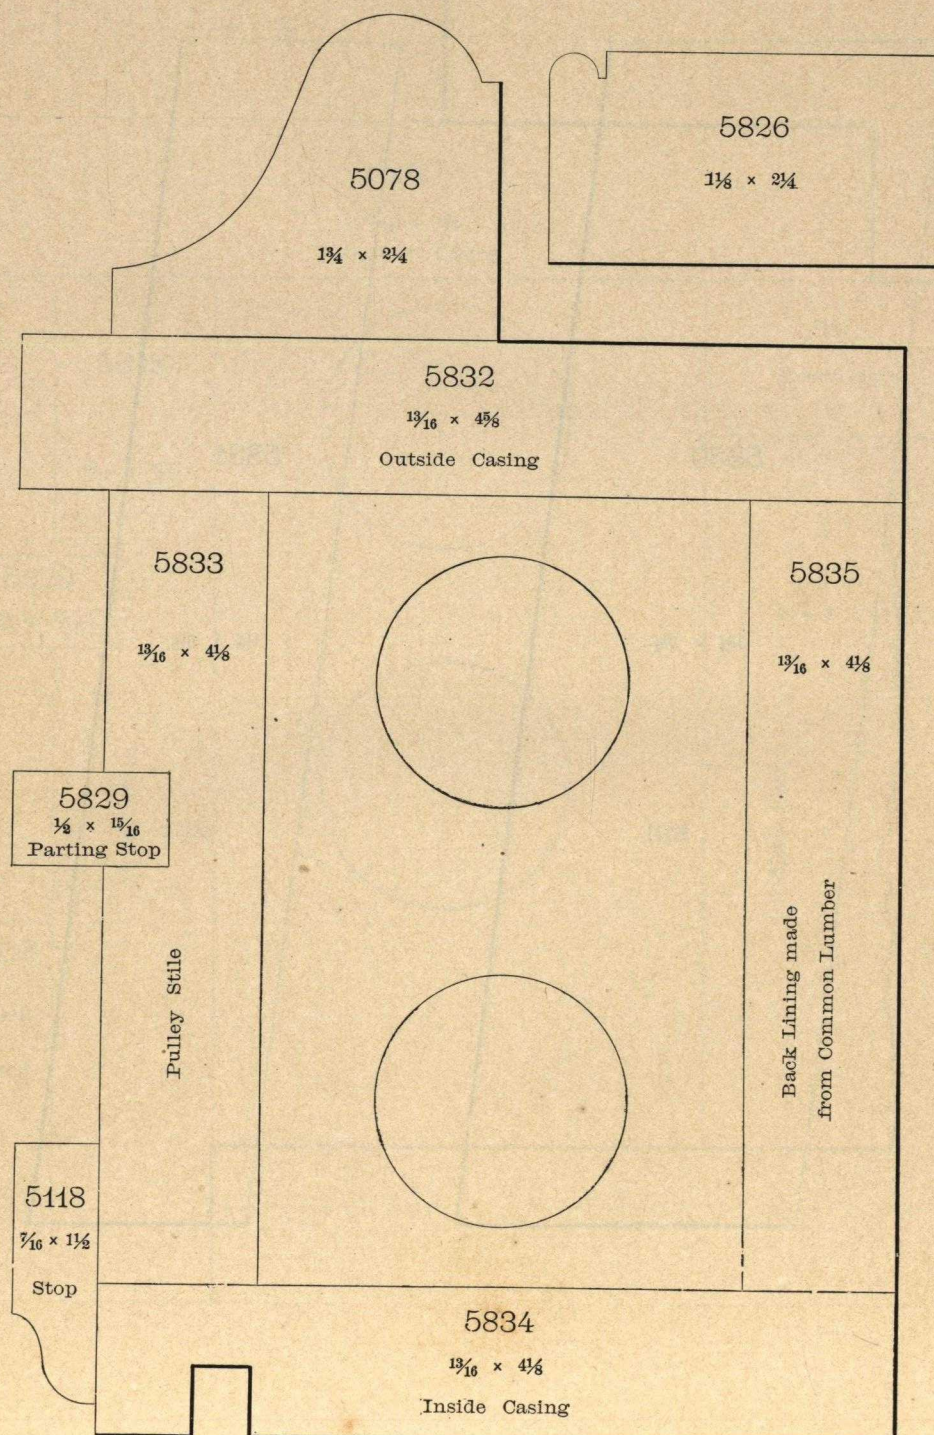 5078
1¾ × 2¼
5826
1⅛ × 2¼
5832
13/16 × 4⅝
Outside Casing
5833
13/16 × 4⅛
Pulley Stile
5835
13/16 × 4⅛
Back Lining made
from Common Lumber
5829
½ × 15/16
Parting Stop
5118
7/16 × 1½
Stop
5834
13/16 × 4⅛
Inside Casing